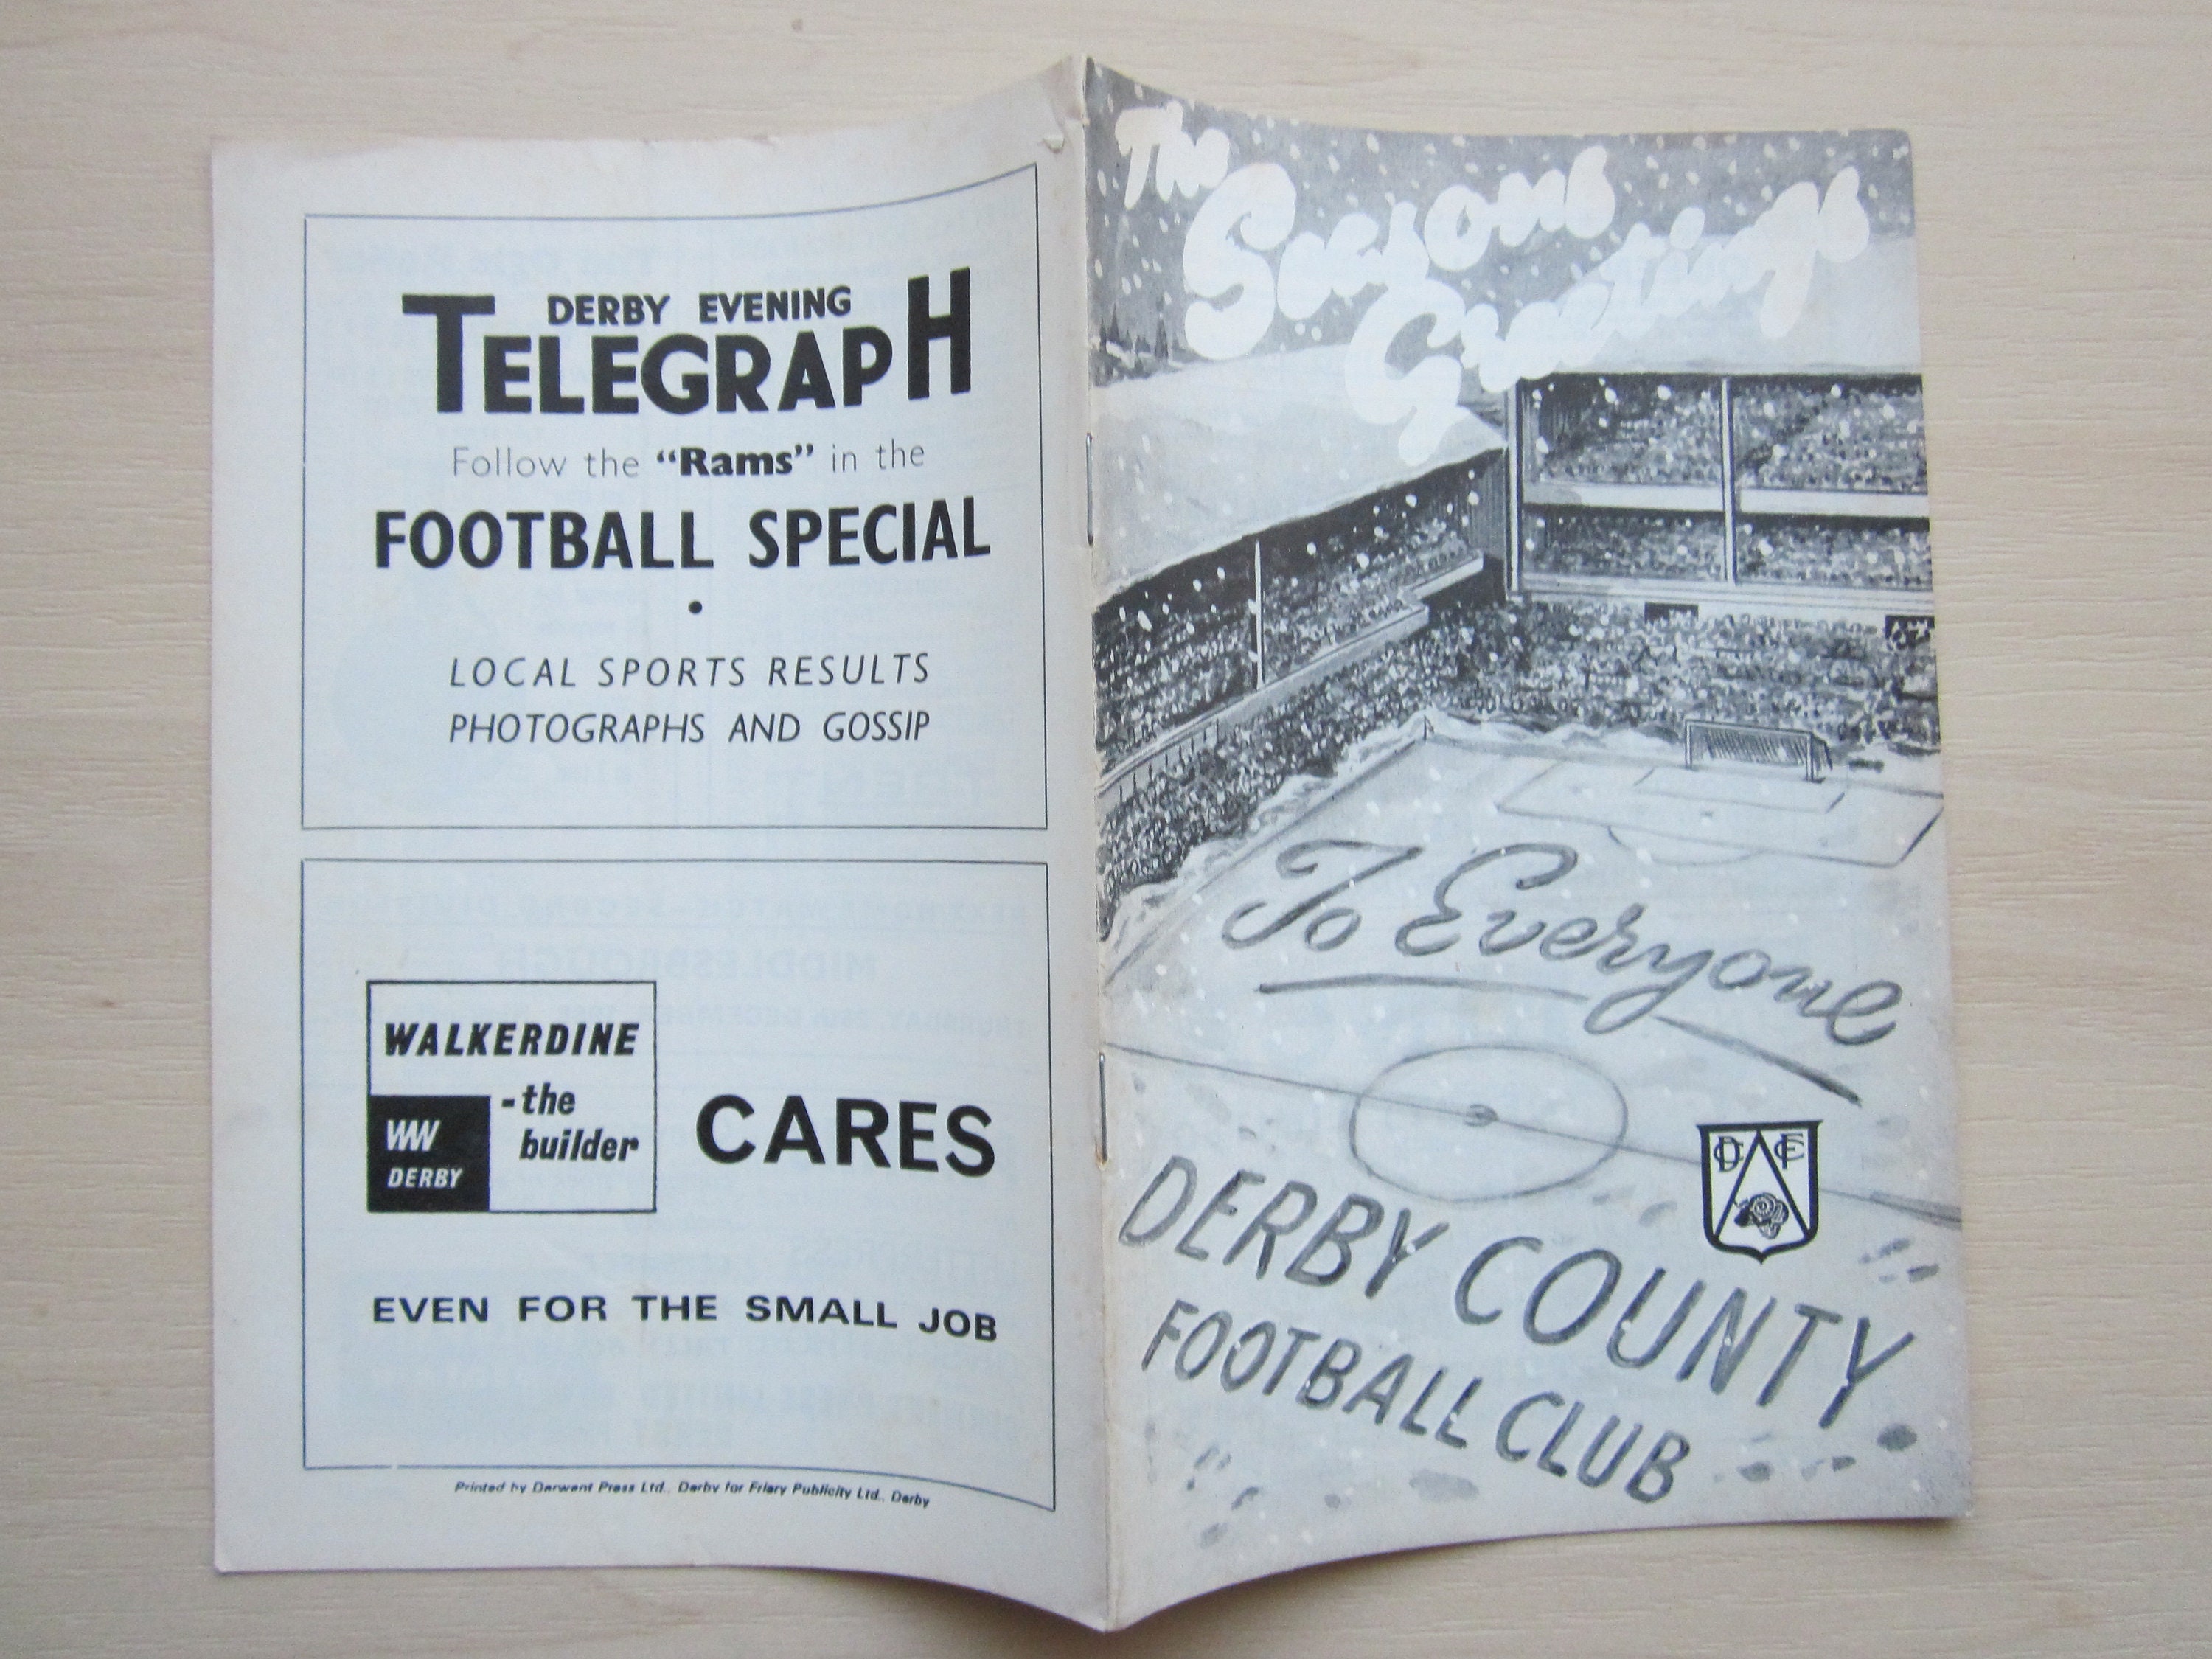 DERBY EVENING
TELEGRAPH
Follow the "Rams" in the
FOOTBALL SPECIAL
•
LOCAL SPORTS RESULTS
PHOTOGRAPHS AND GOSSIP
WALKERDINE
-the
builder
WW
DERBY
CARES
EVEN FOR THE SMALL JOB
Printed by Derwent Press Ltd., Derby for Friary Publicity Ltd., Derby
The
Seasons
Greetings
To Everyone
DCFC
DERBY COUNTY
FOOTBALL CLUB